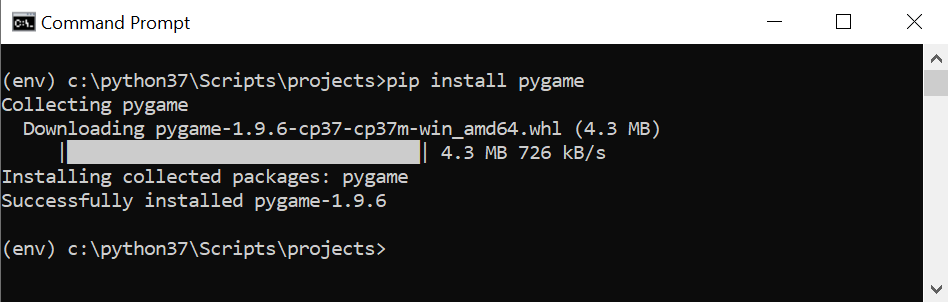 Command Prompt
(env) c:\python37\Scripts\projects>pip install pygame
Collecting pygame
  Downloading pygame-1.9.6-cp37-cp37m-win_amd64.whl (4.3 MB)
     |████████████████████████████████| 4.3 MB 726 kB/s
Installing collected packages: pygame
Successfully installed pygame-1.9.6
(env) c:\python37\Scripts\projects>